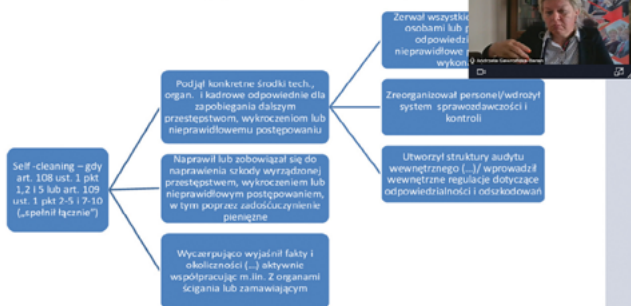 Self -cleaning – gdy
art. 108 ust. 1 pkt
1,2 i 5 lub art. 109
ust. 1 pkt 2-5 i 7-10
(„spełnił łącznie")
Podjął konkretne środki tech.,
organ. i kadrowe odpowiednie dla
zapobiegania dalszym
przestępstwom, wykroczeniom lub
nieprawidłowemu postępowaniu
Naprawił lub zobowiązał się do
naprawienia szkody wyrządzonej
przestępstwem, wykroczeniem lub
nieprawidłowym postępowaniem,
w tym poprzez zadośćuczynienie
pieniężne
Wyczerpująco wyjaśnił fakty i
okoliczności (...) aktywnie
współpracując m.iin. Z organami
ścigania lub zamawiającym
Zerwał wszystki
osobami lub p
odpowiedzi
nieprawidłowe
wykon
Zreorganizował personel/wdrożył
system sprawozdawczości i
kontroli
Utworzył struktury audytu
wewnętrznego (...)/ wprowadził
wewnętrzne regulacje dotyczące
odpowiedzialności i odszkodowań